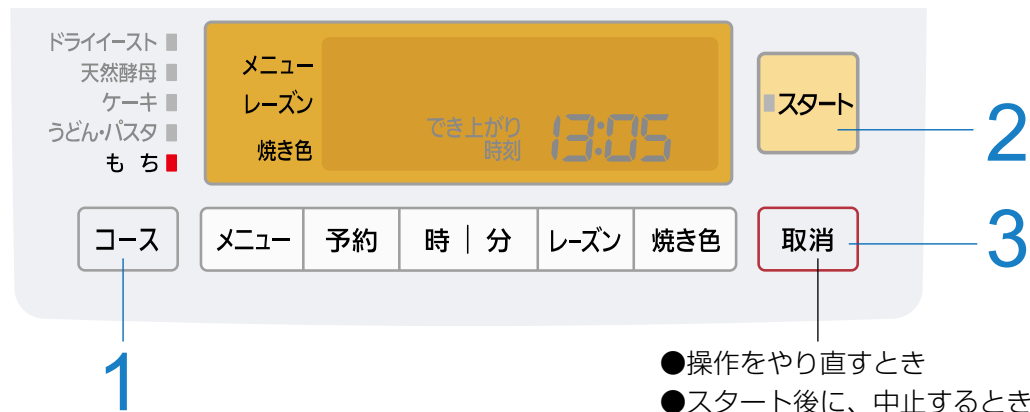 ドライイースト
天然酵母
ケーキ
うどん・パスタ
もち
メニュー
レーズン
焼き色
でき上がり
時刻
13:05
スタート
2
コース
メニュー
予約
時｜分
レーズン
焼き色
取消
3
1
●操作をやり直すとき
●スタート後に、中止するとき